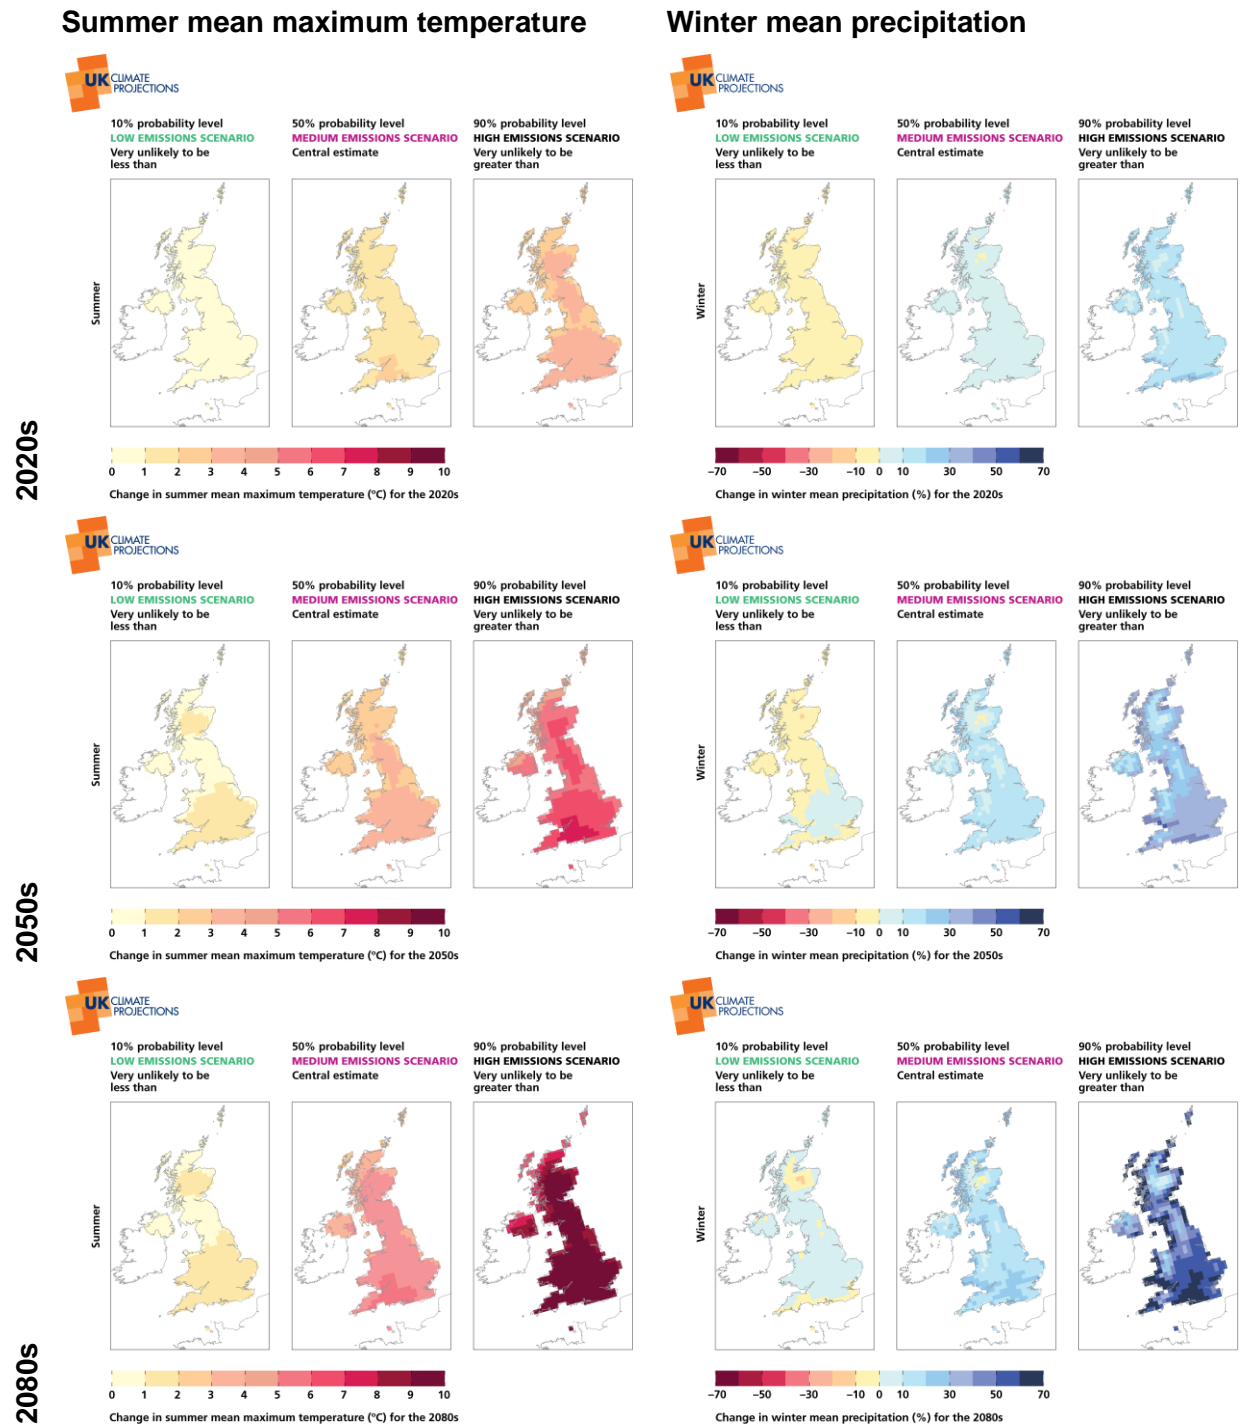 Summer mean maximum temperature
Winter mean precipitation
2020s
UK CLIMATE
PROJECTIONS
10% probability level
LOW EMISSIONS SCENARIO
Very unlikely to be
less than
50% probability level
MEDIUM EMISSIONS SCENARIO
Central estimate
90% probability level
HIGH EMISSIONS SCENARIO
Very unlikely to be
greater than
Summer
0 1 2 3 4 5 6 7 8 9 10
Change in summer mean maximum temperature (ºC) for the 2020s
UK CLIMATE
PROJECTIONS
10% probability level
LOW EMISSIONS SCENARIO
Very unlikely to be
less than
50% probability level
MEDIUM EMISSIONS SCENARIO
Central estimate
90% probability level
HIGH EMISSIONS SCENARIO
Very unlikely to be
greater than
Winter
–70 –50 –30 –10 0 10 30 50 70
Change in winter mean precipitation (%) for the 2020s
2050s
UK CLIMATE
PROJECTIONS
10% probability level
LOW EMISSIONS SCENARIO
Very unlikely to be
less than
50% probability level
MEDIUM EMISSIONS SCENARIO
Central estimate
90% probability level
HIGH EMISSIONS SCENARIO
Very unlikely to be
greater than
Summer
0 1 2 3 4 5 6 7 8 9 10
Change in summer mean maximum temperature (ºC) for the 2050s
UK CLIMATE
PROJECTIONS
10% probability level
LOW EMISSIONS SCENARIO
Very unlikely to be
less than
50% probability level
MEDIUM EMISSIONS SCENARIO
Central estimate
90% probability level
HIGH EMISSIONS SCENARIO
Very unlikely to be
greater than
Winter
–70 –50 –30 –10 0 10 30 50 70
Change in winter mean precipitation (%) for the 2050s
2080s
UK CLIMATE
PROJECTIONS
10% probability level
LOW EMISSIONS SCENARIO
Very unlikely to be
less than
50% probability level
MEDIUM EMISSIONS SCENARIO
Central estimate
90% probability level
HIGH EMISSIONS SCENARIO
Very unlikely to be
greater than
Summer
0 1 2 3 4 5 6 7 8 9 10
Change in summer mean maximum temperature (ºC) for the 2080s
UK CLIMATE
PROJECTIONS
10% probability level
LOW EMISSIONS SCENARIO
Very unlikely to be
less than
50% probability level
MEDIUM EMISSIONS SCENARIO
Central estimate
90% probability level
HIGH EMISSIONS SCENARIO
Very unlikely to be
greater than
Winter
–70 –50 –30 –10 0 10 30 50 70
Change in winter mean precipitation (%) for the 2080s